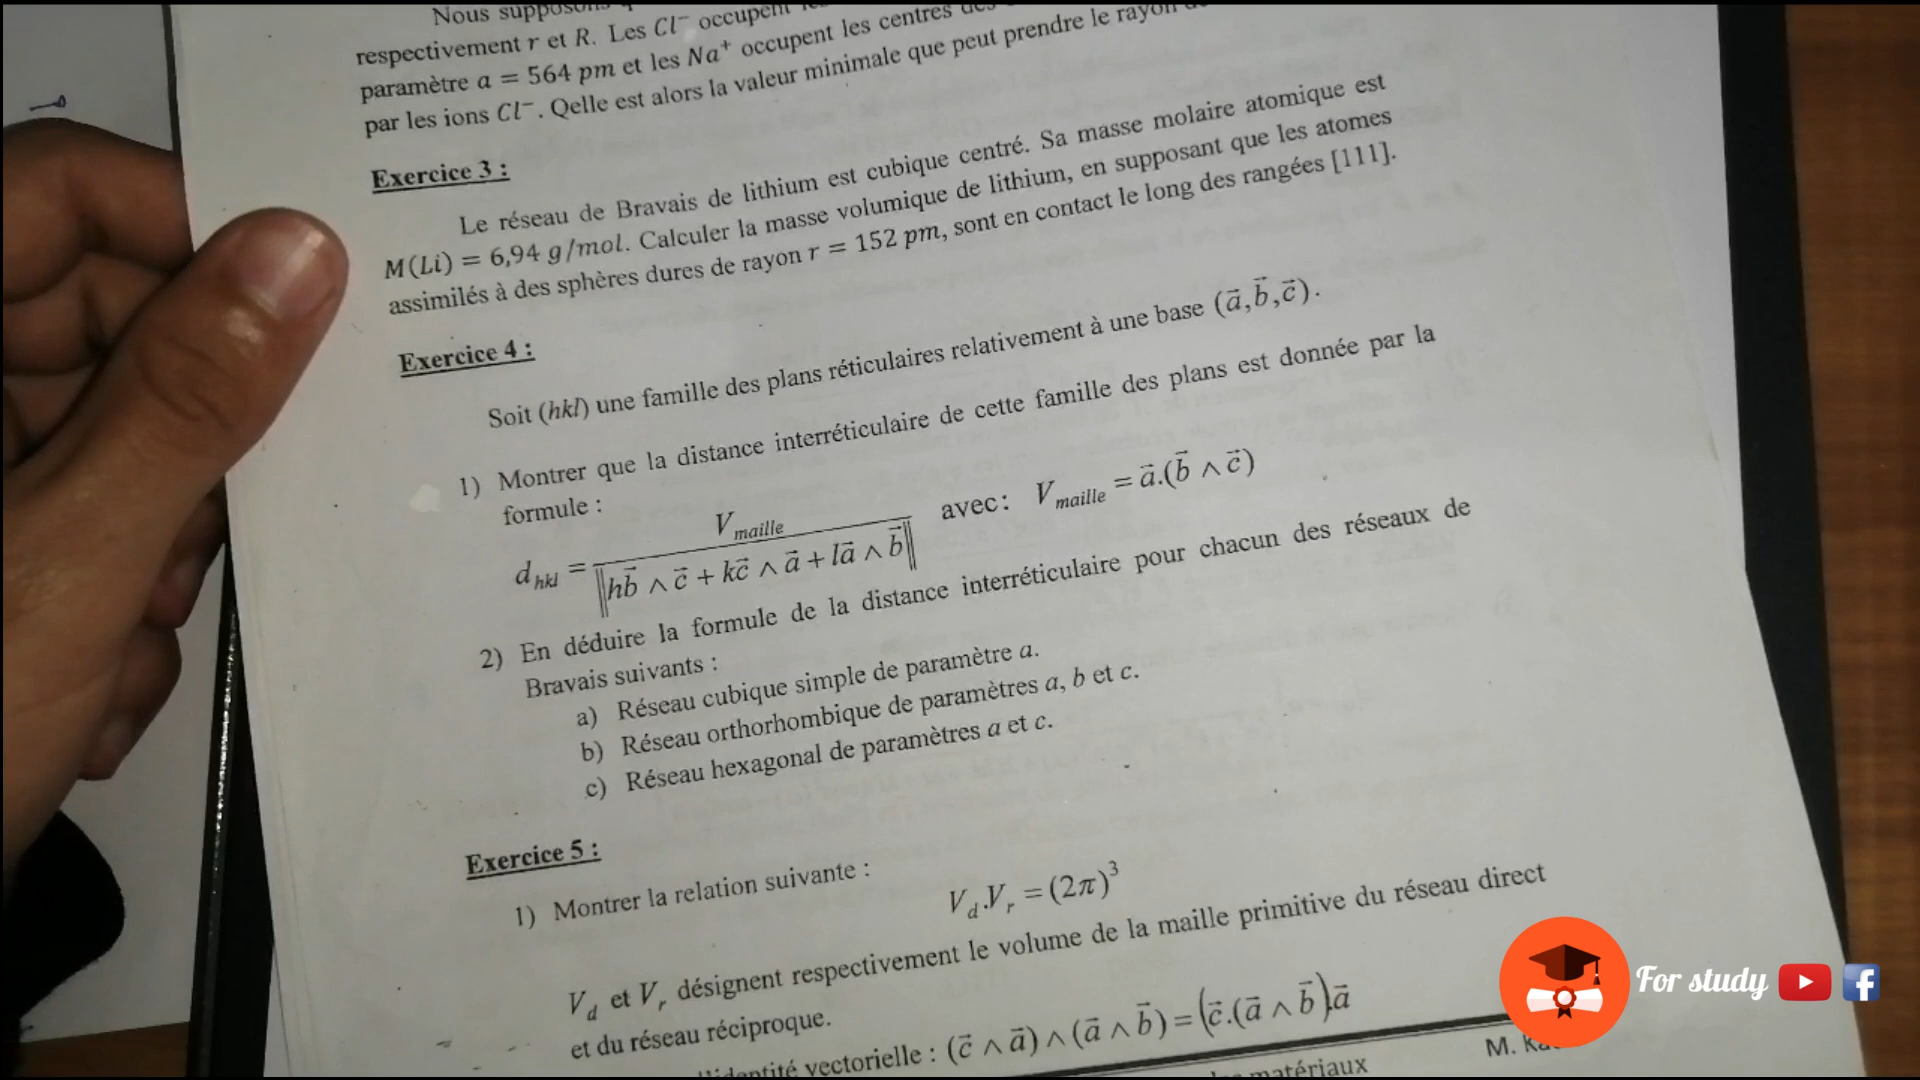 Nous
respectivement r et R. Les Cl⁻ occupent
paramètre a = 564 pm et les Na⁺ occupent les centres
par les ions Cl⁻. Qelle est alors la valeur minimale que peut prendre le rayon
Exercice 3 :
Le réseau de Bravais de lithium est cubique centré. Sa masse molaire atomique est
M(Li) = 6,94 g/mol. Calculer la masse volumique de lithium, en supposant que les atomes
assimilés à des sphères dures de rayon r = 152 pm, sont en contact le long des rangées [111].
Exercice 4 :
Soit (hkl) une famille des plans réticulaires relativement à une base (a⃗,b⃗,c⃗).
1) Montrer que la distance interréticulaire de cette famille des plans est donnée par la
formule :
d_hkl = V_maille / ‖hb⃗ ∧ c⃗ + kc⃗ ∧ a⃗ + la⃗ ∧ b⃗‖ avec: V_maille = a⃗.(b⃗ ∧ c⃗)
2) En déduire la formule de la distance interréticulaire pour chacun des réseaux de
Bravais suivants :
a) Réseau cubique simple de paramètre a.
b) Réseau orthorhombique de paramètres a, b et c.
c) Réseau hexagonal de paramètres a et c.
Exercice 5 :
1) Montrer la relation suivante :
V_d.V_r = (2π)³
V_d et V_r désignent respectivement le volume de la maille primitive du réseau direct
et du réseau réciproque.
vectorielle : (c⃗ ∧ a⃗) ∧ (a⃗ ∧ b⃗) = (c⃗.(a⃗ ∧ b⃗)).a⃗
matériaux
M.
For study